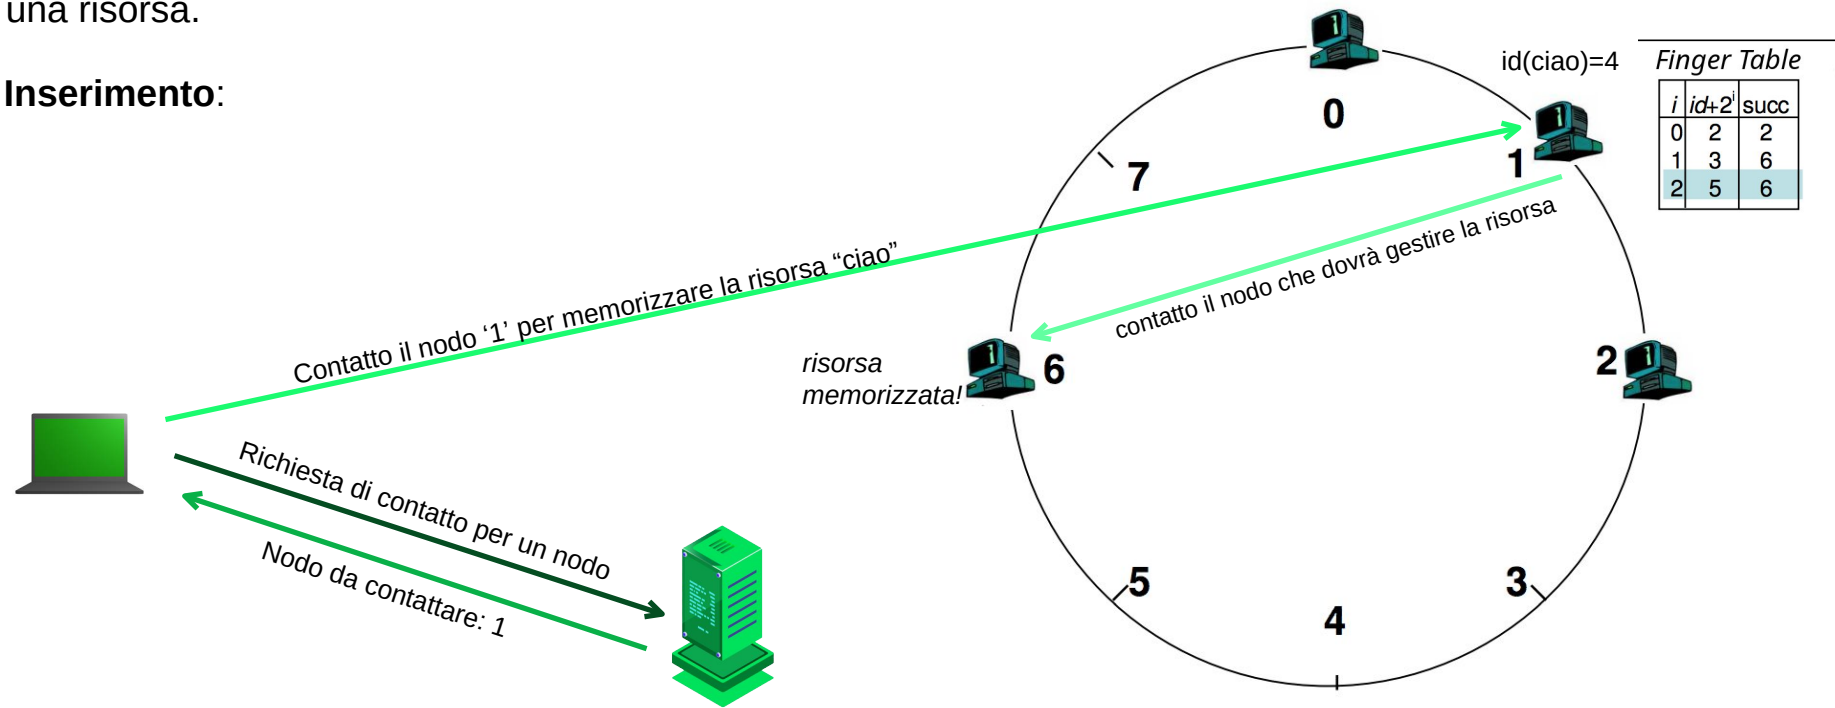 una risorsa.
Inserimento:
id(ciao)=4
Finger Table
i id+2^i succ
0 2 2
1 3 6
2 5 6
0
1
7
Contatto il nodo ‘1’ per memorizzare la risorsa “ciao”
contatto il nodo che dovrà gestire la risorsa
risorsa
memorizzata!
6
2
Richiesta di contatto per un nodo
Nodo da contattare: 1
5
3
4